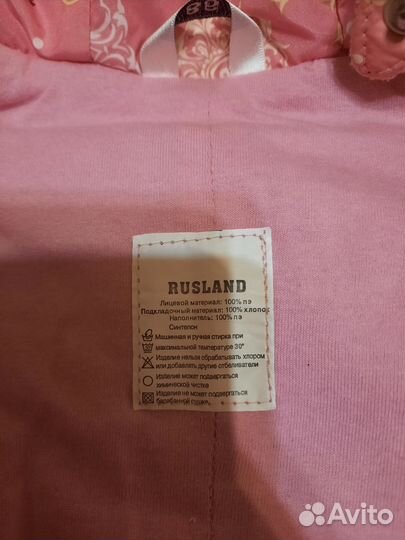 RUSLAND
Лицевой материал: 100% пэ
Подкладочный материал: 100% хлопок
Наполнитель: 100% пэ
Синтепон
Машинная и ручная стирка при
максимальной температуре 30°
Изделие нельзя обрабатывать хлором
или добавлять другие отбеливатели
Изделие может подвергаться
химической чистке
Изделие не может подвергаться
барабанной сушке
Avito